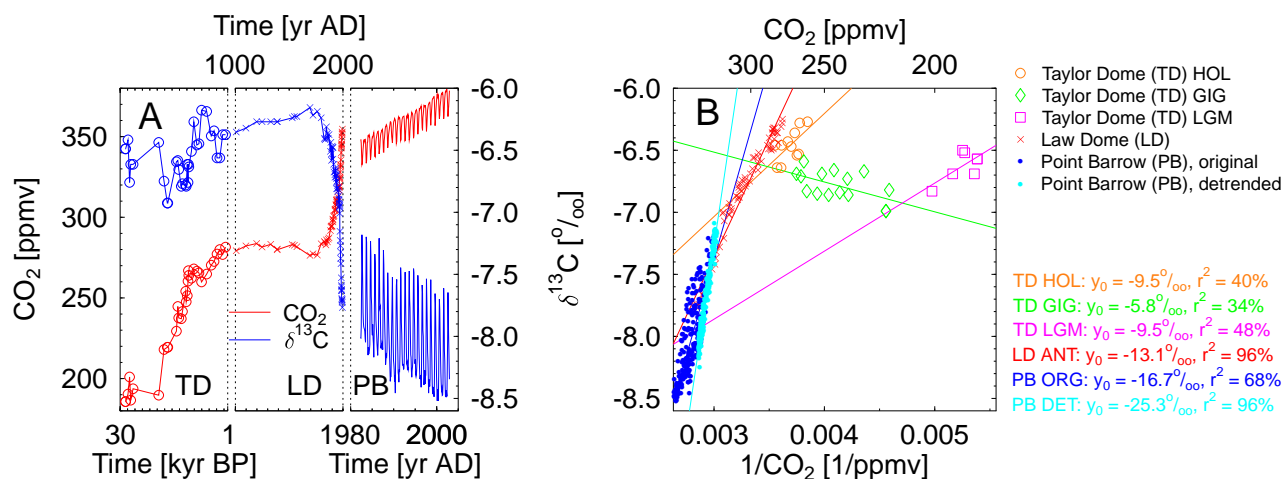 Time [yr AD]
1000 2000
A
350
300
250
200
CO2 [ppmv]
-6.0
-6.5
-7.0
-7.5
-8.0
-8.5
δ13C [o/oo]
CO2
δ13C
TD LD PB
30 1 1980 2000
Time [kyr BP] Time [yr AD]
CO2 [ppmv]
300 250 200
B
-6.0
-6.5
-7.0
-7.5
-8.0
-8.5
0.003 0.004 0.005
1/CO2 [1/ppmv]
Taylor Dome (TD) HOL
Taylor Dome (TD) GIG
Taylor Dome (TD) LGM
Law Dome (LD)
Point Barrow (PB), original
Point Barrow (PB), detrended
TD HOL: y0 = -9.5o/oo, r2 = 40%
TD GIG: y0 = -5.8o/oo, r2 = 34%
TD LGM: y0 = -9.5o/oo, r2 = 48%
LD ANT: y0 = -13.1o/oo, r2 = 96%
PB ORG: y0 = -16.7o/oo, r2 = 68%
PB DET: y0 = -25.3o/oo, r2 = 96%